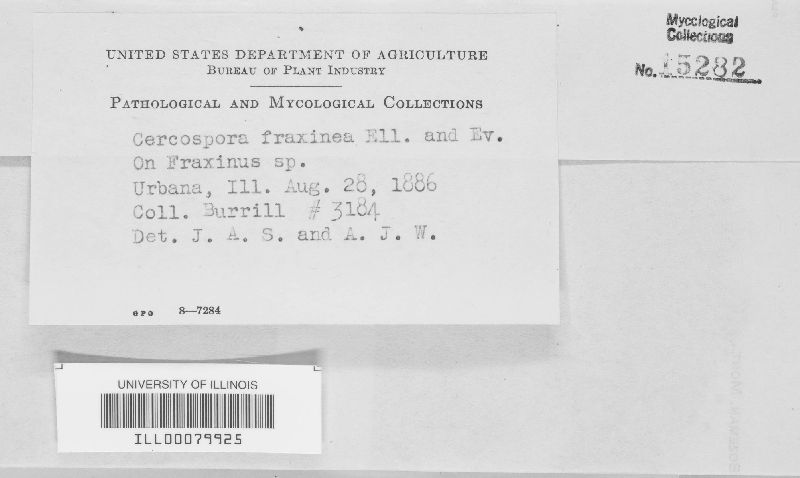 UNITED STATES DEPARTMENT OF AGRICULTURE
BUREAU OF PLANT INDUSTRY
PATHOLOGICAL AND MYCOLOGICAL COLLECTIONS
Cercospora fraxinea Ell. and Ev.
On Fraxinus sp.
Urbana, Ill. Aug. 28, 1886
Coll. Burrill # 3184
Det. J. A. S. and A. J. W.
GPO 8—7284
Mycological
Collections
No. 15282
UNIVERSITY OF ILLINOIS
ILL00079925